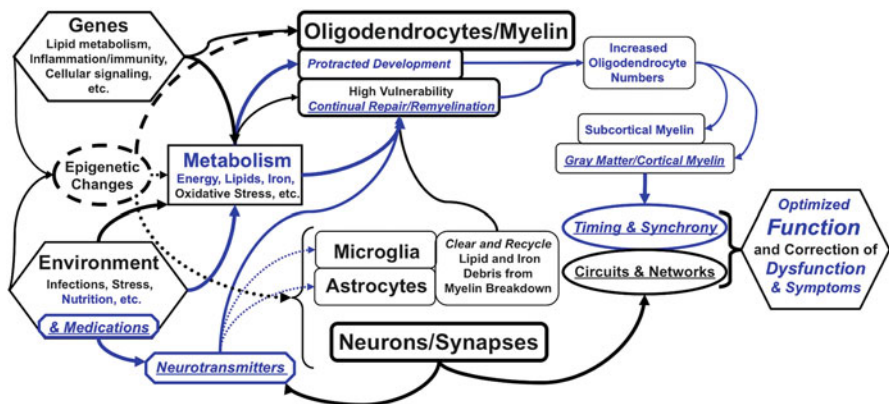 Genes
Lipid metabolism,
Inflammation/immunity,
Cellular signaling,
etc.
Oligodendrocytes/Myelin
Protracted Development
High Vulnerability
Continual Repair/Remyelination
Increased
Oligodendrocyte
Numbers
Subcortical Myelin
Gray Matter/Cortical Myelin
Epigenetic
Changes
Metabolism
Energy, Lipids, Iron,
Oxidative Stress, etc.
Environment
Infections, Stress,
Nutrition, etc.
& Medications
Neurotransmitters
Microglia
Astrocytes
Clear and Recycle
Lipid and Iron
Debris from
Myelin Breakdown
Neurons/Synapses
Timing & Synchrony
Circuits & Networks
Optimized
Function
and Correction of
Dysfunction
& Symptoms